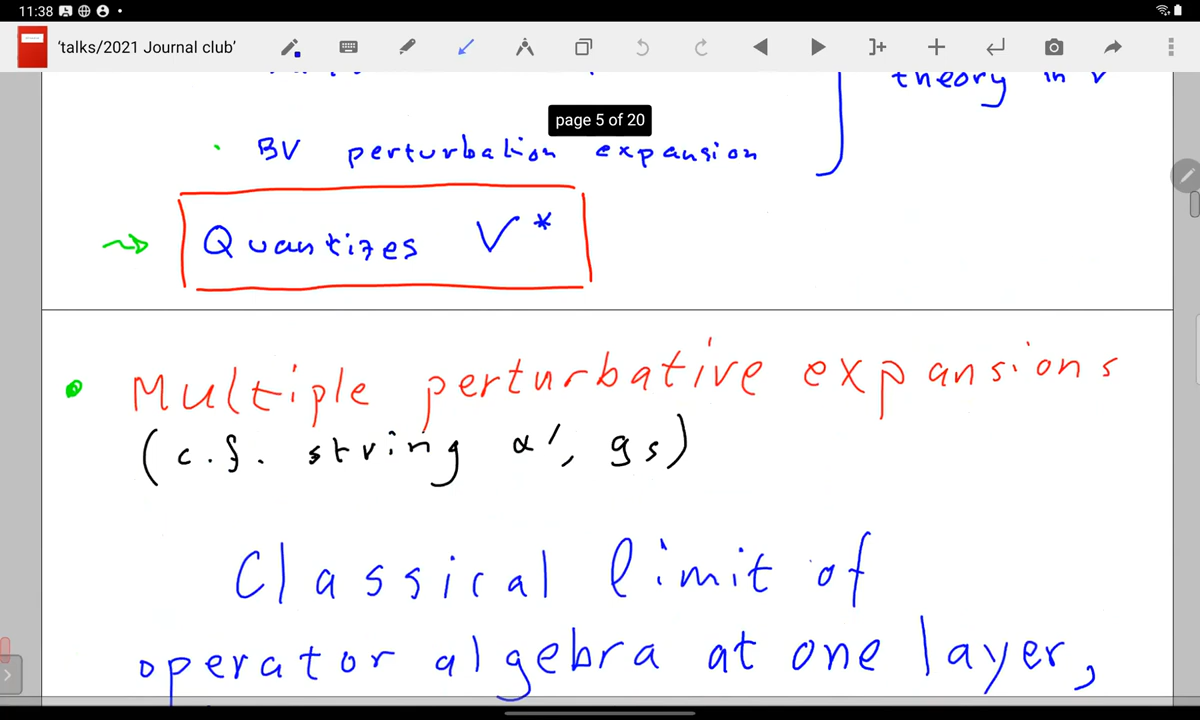 11:38
'talks/2021 Journal club'
theory in V
page 5 of 20
• BV perturbation expansion
Quantizes V*
• Multiple perturbative expansions
(c.f. string α', gs)
Classical limit of
operator algebra at one layer,